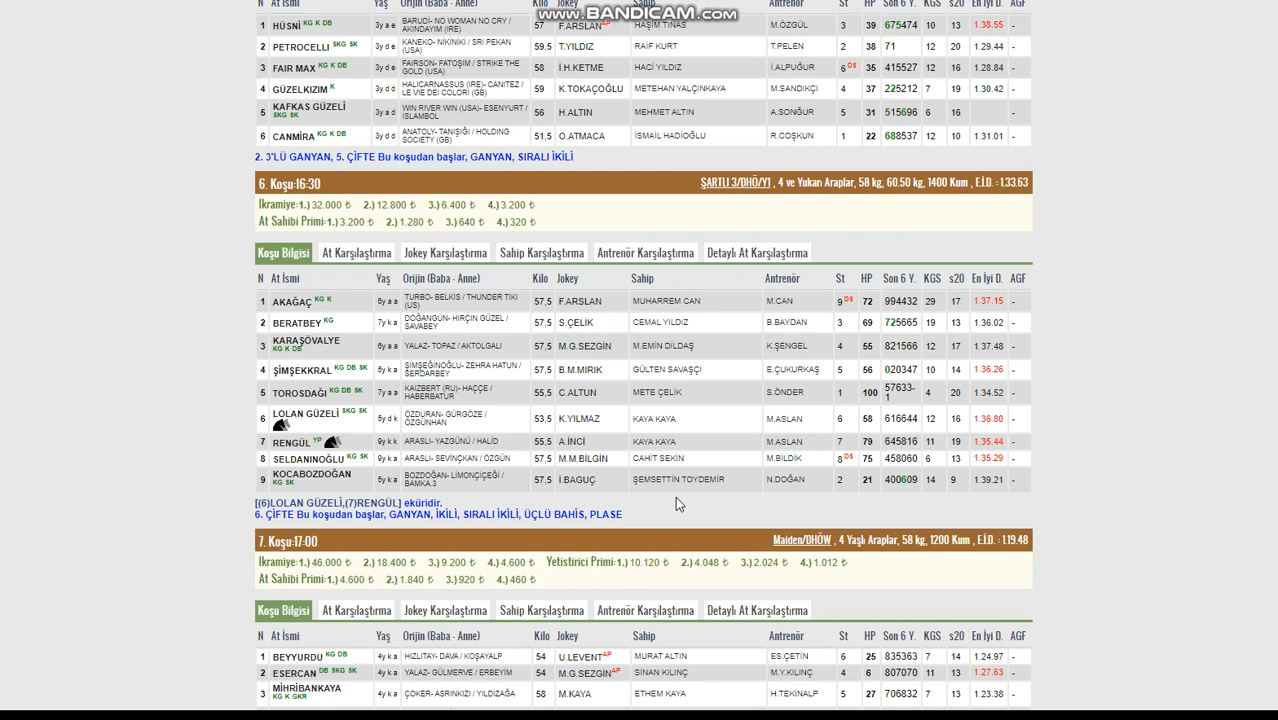 www.BANDICAM.com
N At İsmi Yaş Orijin (Baba - Anne) Kilo Jokey Sahip Antrenör St HP Son 6 Y. KGS s20 En İyi D. AGF
1 HÜSNİ KG K DB 3y a e BARUDİ- NO WOMAN NO CRY / AKINDAYIM (IRE) 57 F.ARSLAN AP HAŞİM TINAS M.ÖZGÜL 3 39 675474 10 13 1.38.55 -
2 PETROCELLI SKG SK 3y d e KANEKO- NİKİNİKİ / SRI PEKAN (USA) 59,5 T.YILDIZ RAİF KURT T.PELEN 2 38 71 12 20 1.29.44 -
3 FAIR MAX KG K DB 3y d e FAIRSON- FATOŞIM / STRIKE THE GOLD (USA) 58 İ.H.KETME HACI YILDIZ İ.ALPUĞUR 6 DS 35 415527 12 16 1.28.84 -
4 GÜZELKIZIM K 3y d d HALICARNASSUS (IRE)- CANITEZ / LE VIE DEI COLORI (GB) 59 K.TOKAÇOĞLU METEHAN YALÇINKAYA M.SANDIKÇI 4 37 225212 7 19 1.30.42 -
5 KAFKAS GÜZELİ SKG SK 3y a d WIN RIVER WIN (USA)- ESENYURT / ISLAMBOL 56 H.ALTIN MEHMET ALTIN A.SONĞUR 5 31 515696 6 16 -
6 CANMİRA KG K DB 3y d d ANATOLY- TANIŞIĞI / HOLDING SOCIETY (GB) 51,5 O.ATMACA İSMAİL HADİOĞLU R.COŞKUN 1 22 688537 12 10 1.31.01 -
2. 3'LÜ GANYAN, 5. ÇİFTE Bu koşudan başlar, GANYAN, SIRALI İKİLİ
6. Koşu:16:30 ŞARTLI 3/DHÖ/Y1 , 4 ve Yukarı Araplar, 58 kg, 60.50 kg, 1400 Kum , E.İ.D. : 1.33.63
İkramiye: 1.) 32.000 ₺ 2.) 12.800 ₺ 3.) 6.400 ₺ 4.) 3.200 ₺
At Sahibi Primi: 1.) 3.200 ₺ 2.) 1.280 ₺ 3.) 640 ₺ 4.) 320 ₺
Koşu Bilgisi At Karşılaştırma Jokey Karşılaştırma Sahip Karşılaştırma Antrenör Karşılaştırma Detaylı At Karşılaştırma
N At İsmi Yaş Orijin (Baba - Anne) Kilo Jokey Sahip Antrenör St HP Son 6 Y. KGS s20 En İyi D. AGF
1 AKAĞAÇ KG K 6y a a TURBO- BELKIS / THUNDER TIKI (US) 57,5 F.ARSLAN MUHARREM CAN M.CAN 9 DS 72 994432 29 17 1.37.15 -
2 BERATBEY KG 7y k a DOĞANGÜN- HIRÇIN GÜZEL / SAVABEY 57,5 S.ÇELİK CEMAL YILDIZ B.BAYDAN 3 69 725665 19 13 1.36.02 -
3 KARAŞÖVALYE KG K DB 6y a a YALAZ- TOPAZ / AKTOLGALI 57,5 M.G.SEZGİN M.EMİN DİLDAŞ K.ŞENGEL 4 55 821566 12 17 1.37.48 -
4 ŞİMŞEKKRAL KG DB SK 5y k a ŞİMŞEĞİNOĞLU- ZEHRA HATUN / SERDARBEY 57,5 B.M.MIRIK GÜLTEN SAVAŞÇI E.ÇUKURKAŞ 5 56 020347 10 14 1.36.26 -
5 TOROSDAĞI KG DB SK 7y a a KAIZBERT (RU)- HAÇÇE / HABERBATUR 55,5 C.ALTUN METE ÇELİK S.ÖNDER 1 100 57633-1 4 20 1.34.52 -
6 LOLAN GÜZELİ SKG SK 5y d k ÖZDURAN- GÜRGÖZE / ÖZGÜNHAN 53,5 K.YILMAZ KAYA KAYA M.ASLAN 6 58 616644 12 16 1.36.80 -
7 RENGÜL YP 9y k k ARASLI- YAZGÜNÜ / HALİD 55,5 A.İNCİ KAYA KAYA M.ASLAN 7 79 645816 11 19 1.35.44 -
8 SELDANINOĞLU KG SK 9y k a ARASLI- SEVİNÇKAN / ÖZGÜN 57,5 M.M.BİLGİN CAHİT SEKİN M.BİLDİK 8 DS 75 458060 6 13 1.35.29 -
9 KOCABOZDOĞAN KG SK 5y k a BOZDOĞAN- LİMONÇİÇEĞİ / BAMKA.3 57,5 İ.BAGUÇ ŞEMSETTİN TOYDEMİR N.DOĞAN 2 21 400609 14 9 1.39.21 -
[(6)LOLAN GÜZELİ,(7)RENGÜL] eküridir.
6. ÇİFTE Bu koşudan başlar, GANYAN, İKİLİ, SIRALI İKİLİ, ÜÇLÜ BAHİS, PLASE
7. Koşu:17:00 Maiden/DHÖW , 4 Yaşlı Araplar, 58 kg, 1200 Kum , E.İ.D. : 1.19.48
İkramiye: 1.) 46.000 ₺ 2.) 18.400 ₺ 3.) 9.200 ₺ 4.) 4.600 ₺ Yetistirici Primi: 1.) 10.120 ₺ 2.) 4.048 ₺ 3.) 2.024 ₺ 4.) 1.012 ₺
At Sahibi Primi: 1.) 4.600 ₺ 2.) 1.840 ₺ 3.) 920 ₺ 4.) 460 ₺
Koşu Bilgisi At Karşılaştırma Jokey Karşılaştırma Sahip Karşılaştırma Antrenör Karşılaştırma Detaylı At Karşılaştırma
N At İsmi Yaş Orijin (Baba - Anne) Kilo Jokey Sahip Antrenör St HP Son 6 Y. KGS s20 En İyi D. AGF
1 BEYYURDU KG DB 4y k a HIZLITAY- DAVA / KOŞAYALP 54 U.LEVENT AP MURAT ALTIN ES.ÇETİN 6 25 835363 7 14 1.24.97 -
2 ESERCAN DB SKG SK 4y k a YALAZ- GÜLMERVE / ERBEYİM 54 M.G.SEZGİN AP SİNAN KILINÇ M.Y.KILINÇ 4 6 807070 11 13 1.27.63 -
3 MİHRİBANKAYA KG K GKR 4y k a ÇOKER- ASRINKIZI / YILDIZAĞA 58 M.KAYA ETHEM KAYA H.TEKİNALP 5 27 706832 7 13 1.23.38 -